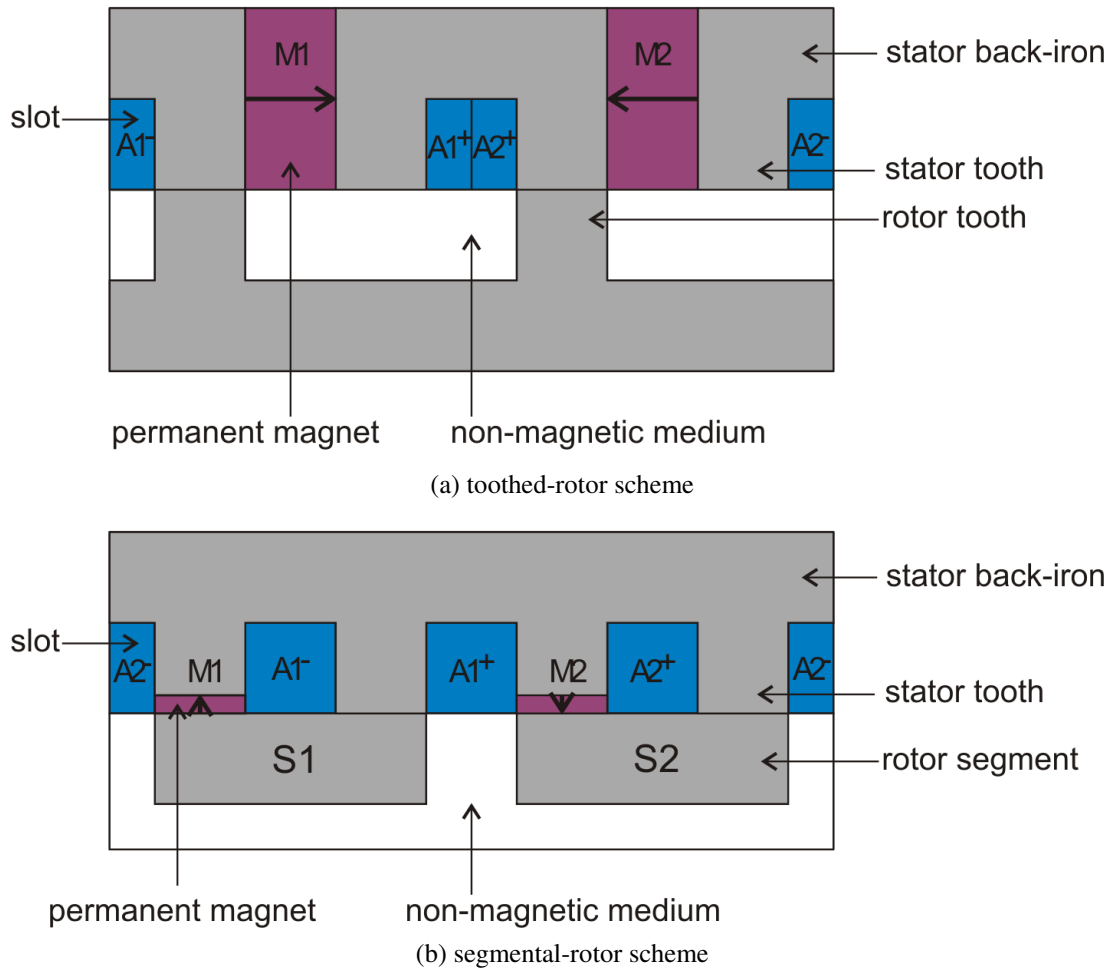 M1
M2
stator back-iron
slot
A1-
A1+
A2+
A2-
stator tooth
rotor tooth
permanent magnet
non-magnetic medium
(a) toothed-rotor scheme
stator back-iron
slot
A2-
M1
A1-
A1+
M2
A2+
A2-
stator tooth
S1
S2
rotor segment
permanent magnet
non-magnetic medium
(b) segmental-rotor scheme